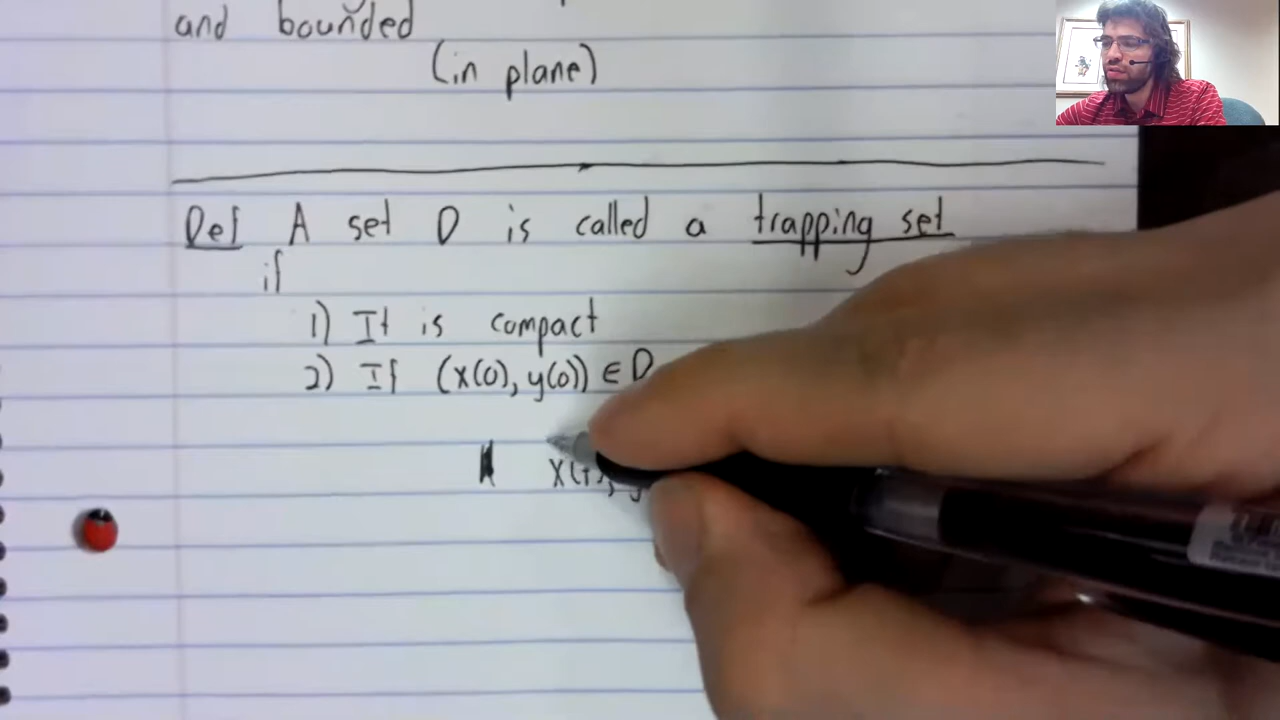 and bounded
(in plane)
Def A set D is called a trapping set
if
1) It is compact
2) If (x(0), y(0)) ∈ D
x(t),